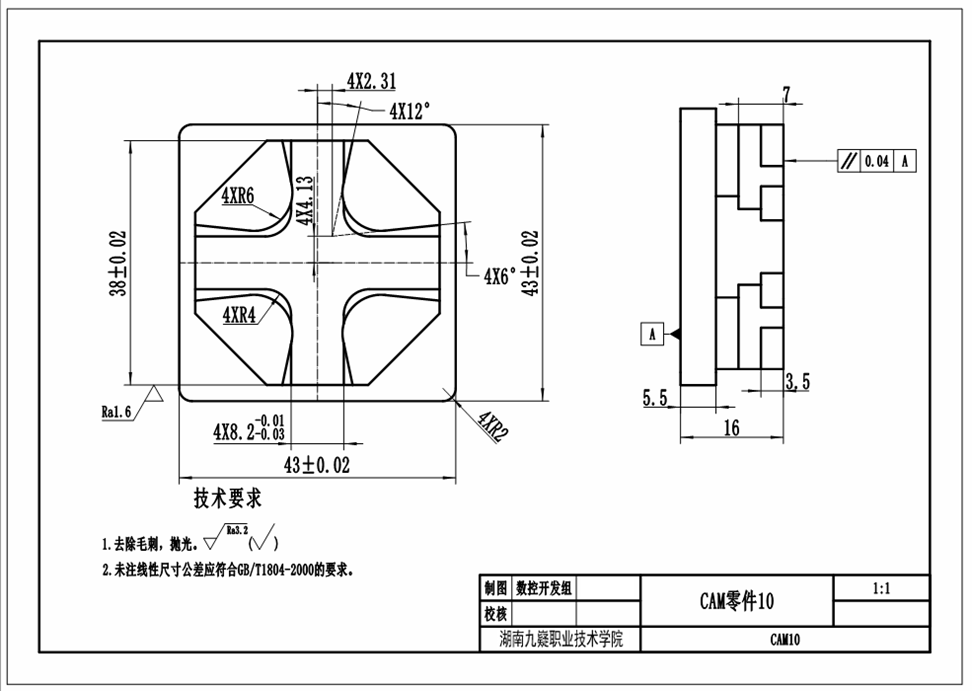 4X2.31
4X12°
7
// 0.04 A
4XR6
4X4.13
38±0.02
43±0.02
4X6°
4XR4
A
Ra1.6
4X8.2-0.01
-0.03
4XR2
43±0.02
5.5
3.5
16
技术要求
1.去除毛刺，抛光。 Ra3.2 (√)
2.未注线性尺寸公差应符合GB/T1804-2000的要求。
制图 数控开发组 CAM零件10 1:1
校核
湖南九嶷职业技术学院 CAM10